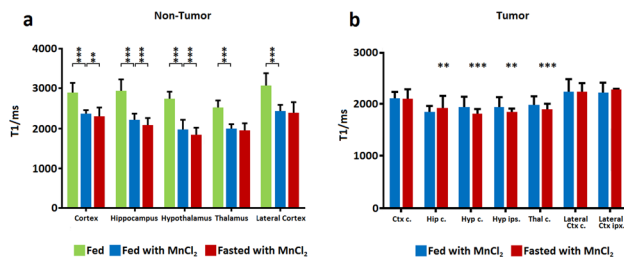 a
Non-Tumor
T1/ms
4000
3000
2000
1000
0
*** **
*** ***
*** ***
***
***
Cortex Hippocampus Hypothalamus Thalamus Lateral Cortex
Fed Fed with MnCl₂ Fasted with MnCl₂
b
Tumor
T1/ms
3000
2000
1000
0
** *** ** ***
Ctx c. Hip c. Hyp c. Hyp ips. Thal c. Lateral Ctx c. Lateral Ctx ipx.
Fed with MnCl₂ Fasted with MnCl₂